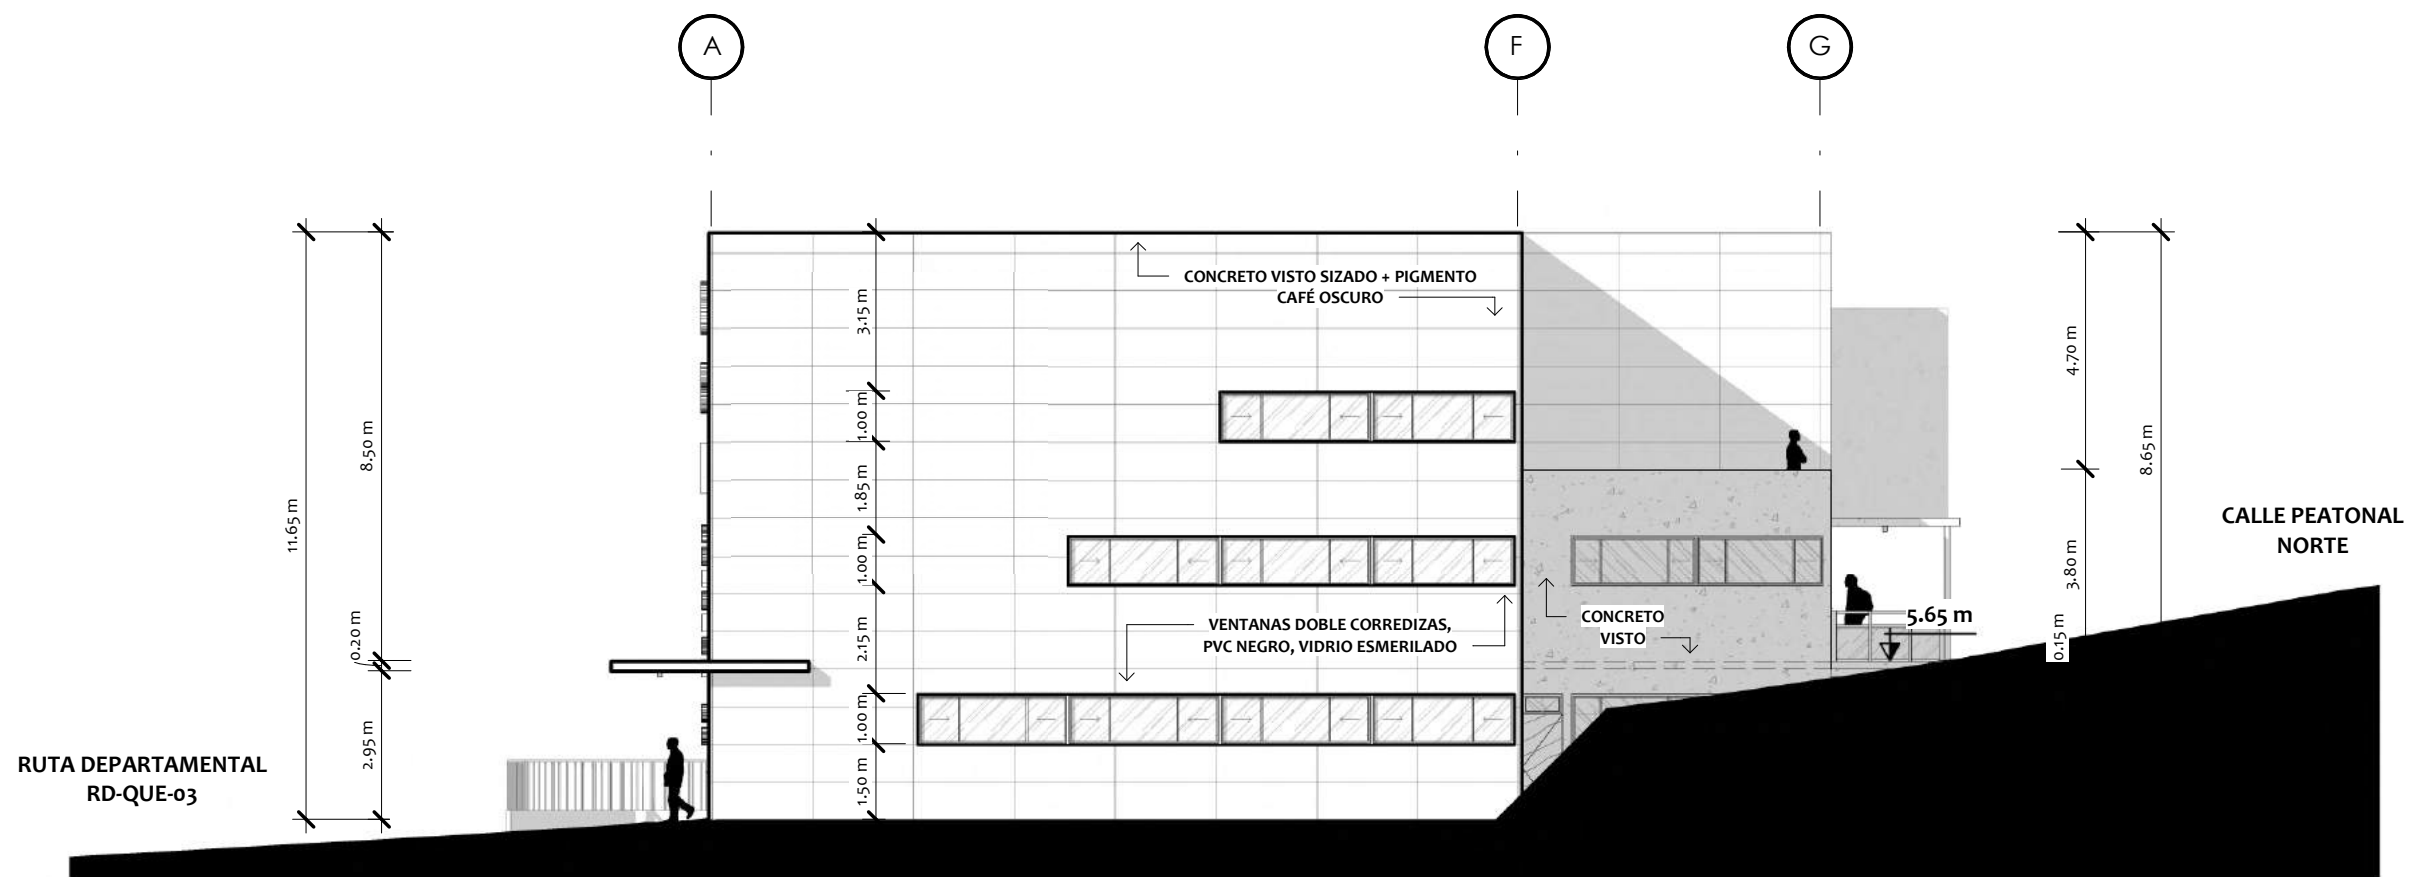 A
F
G
CONCRETO VISTO SIZADO + PIGMENTO
CAFÉ OSCURO
3.15 m
1.00 m
1.85 m
1.00 m
2.15 m
1.00 m
1.50 m
11.65 m
8.50 m
0.20 m
2.95 m
RUTA DEPARTAMENTAL
RD-QUE-03
VENTANAS DOBLE CORREDIZAS,
PVC NEGRO, VIDRIO ESMERILADO
CONCRETO
VISTO
5.65 m
4.70 m
3.80 m
0.15 m
8.65 m
CALLE PEATONAL
NORTE